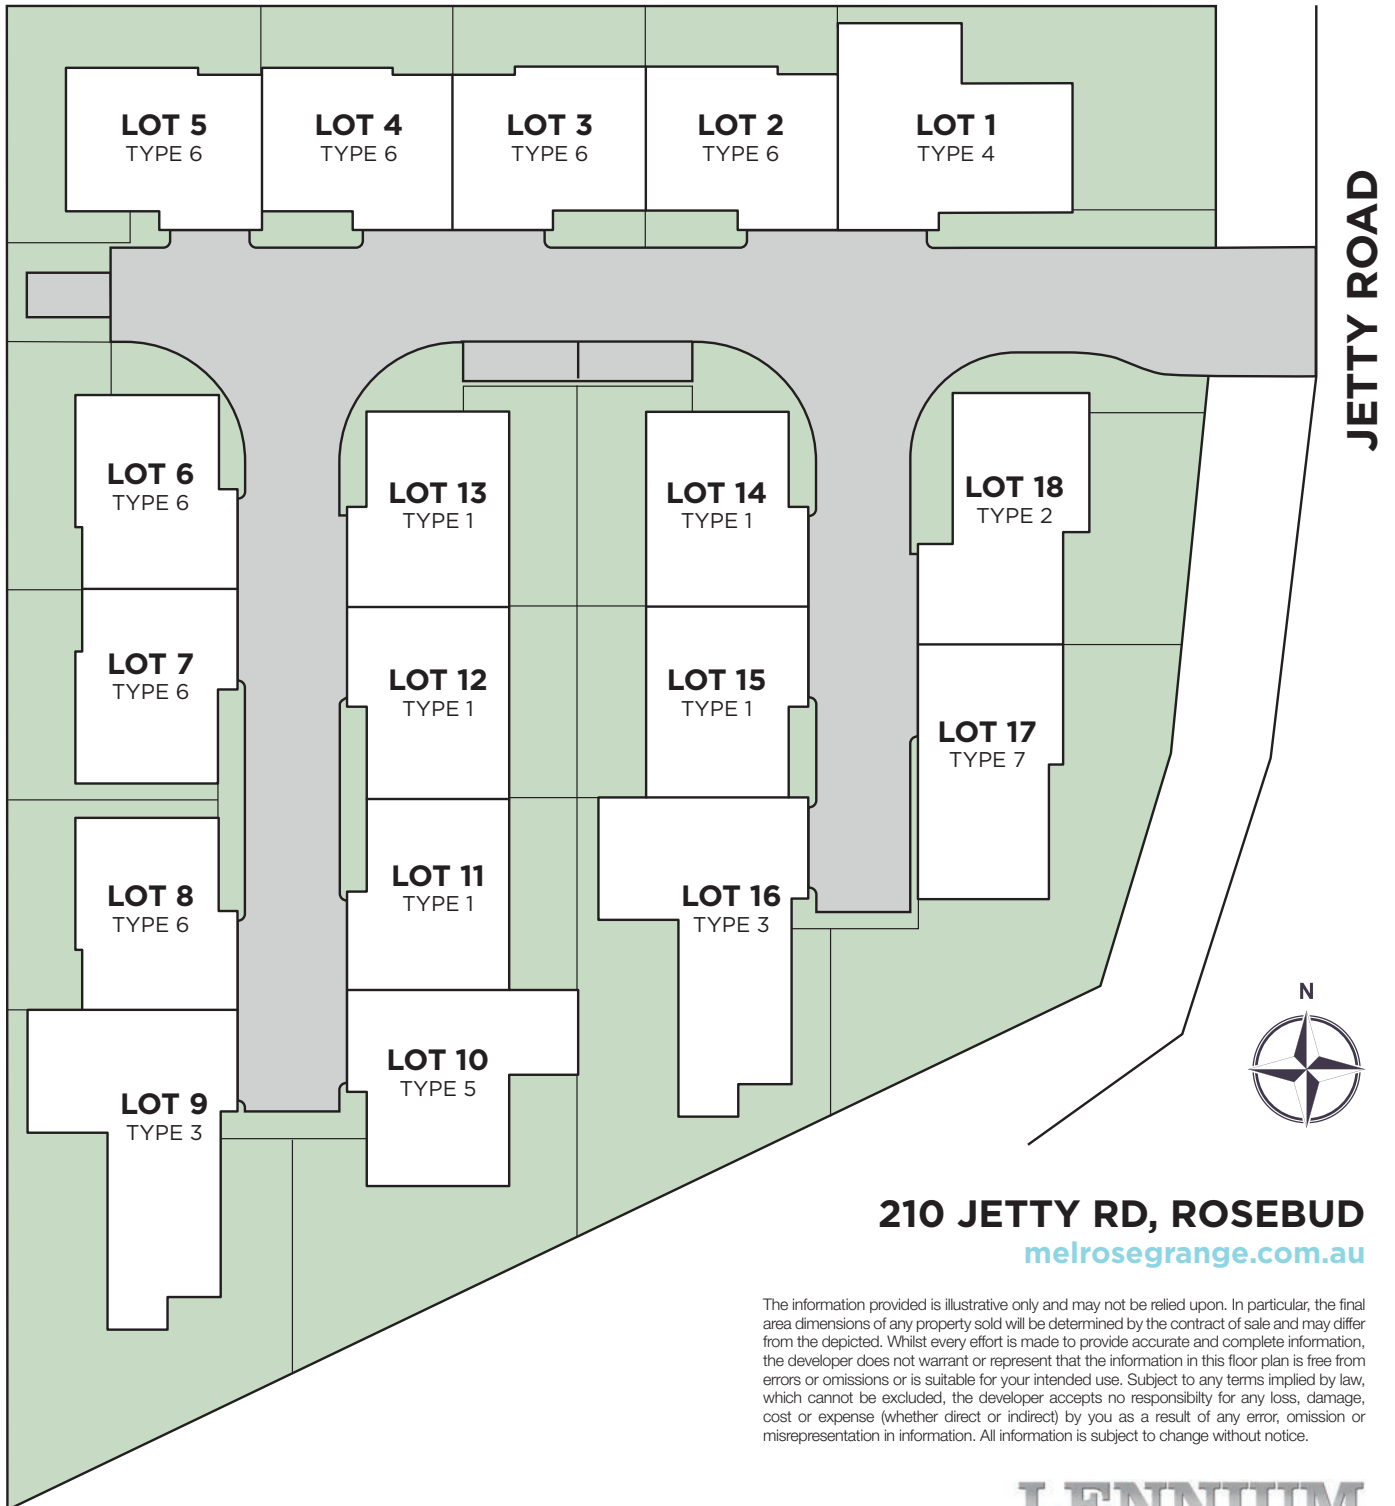 LOT 5
TYPE 6
LOT 4
TYPE 6
LOT 3
TYPE 6
LOT 2
TYPE 6
LOT 1
TYPE 4
JETTY ROAD
LOT 6
TYPE 6
LOT 13
TYPE 1
LOT 14
TYPE 1
LOT 18
TYPE 2
LOT 7
TYPE 6
LOT 12
TYPE 1
LOT 15
TYPE 1
LOT 17
TYPE 7
LOT 8
TYPE 6
LOT 11
TYPE 1
LOT 16
TYPE 3
LOT 9
TYPE 3
LOT 10
TYPE 5
N
210 JETTY RD, ROSEBUD
melrosegrange.com.au
The information provided is illustrative only and may not be relied upon. In particular, the final
area dimensions of any property sold will be determined by the contract of sale and may differ
from the depicted. Whilst every effort is made to provide accurate and complete information,
the developer does not warrant or represent that the information in this floor plan is free from
errors or omissions or is suitable for your intended use. Subject to any terms implied by law,
which cannot be excluded, the developer accepts no responsibilty for any loss, damage,
cost or expense (whether direct or indirect) by you as a result of any error, omission or
misrepresentation in information. All information is subject to change without notice.
LENNIUM